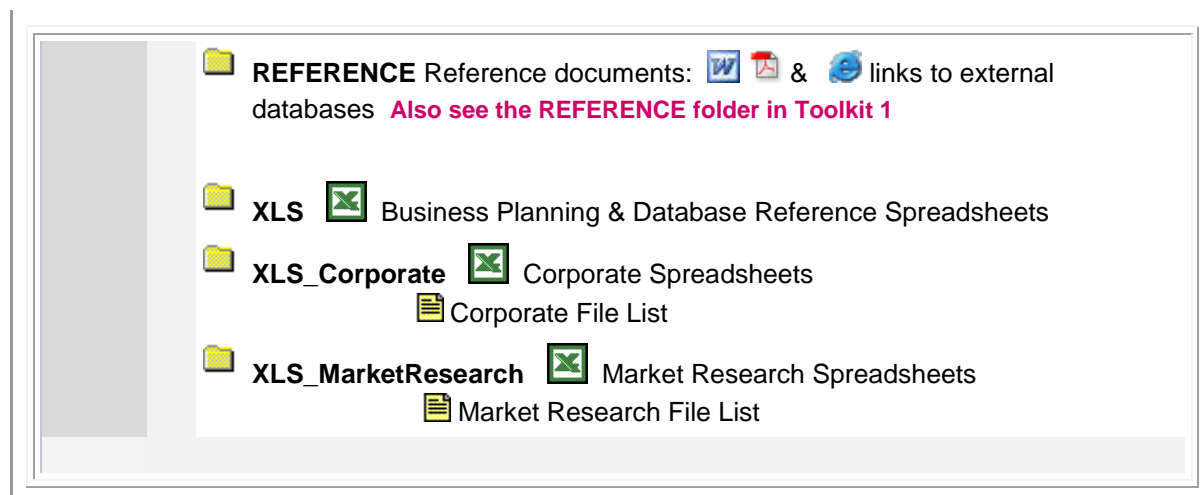 REFERENCE Reference documents: & links to external
databases Also see the REFERENCE folder in Toolkit 1
XLS Business Planning & Database Reference Spreadsheets
XLS_Corporate Corporate Spreadsheets
Corporate File List
XLS_MarketResearch Market Research Spreadsheets
Market Research File List